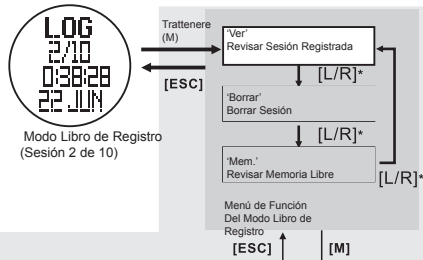 LOG
2/10
0:38:28
22 JUN
Modo Libro de Registro
(Sesión 2 de 10)
Trattenere
(M)
[ESC]
'Ver'
Revisar Sesión Registrada
[L/R]*
'Borrar'
Borrar Sesión
[L/R]*
'Mem.'
Revisar Memoria Libre
[L/R]*
Menú de Función
Del Modo Libro de
Registro
[ESC]
[M]